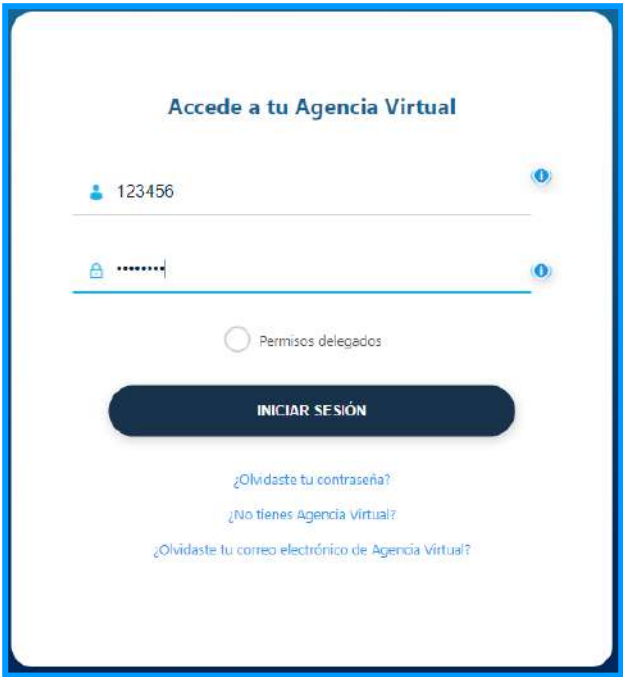 Accede a tu Agencia Virtual
123456
••••••••
Permisos delegados
INICIAR SESIÓN
¿Olvidaste tu contraseña?
¿No tienes Agencia Virtual?
¿Olvidaste tu correo electrónico de Agencia Virtual?